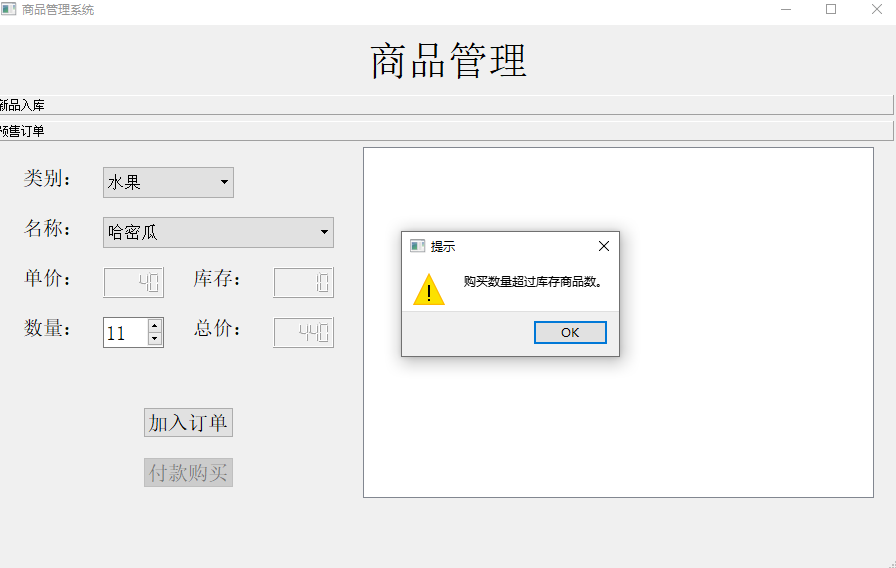 商品管理系统
商品管理
新品入库
预售订单
类别： 水果
名称： 哈密瓜
单价： 40 库存： 10
数量： 11 总价： 440
加入订单
付款购买
提示
购买数量超过库存商品数。
OK